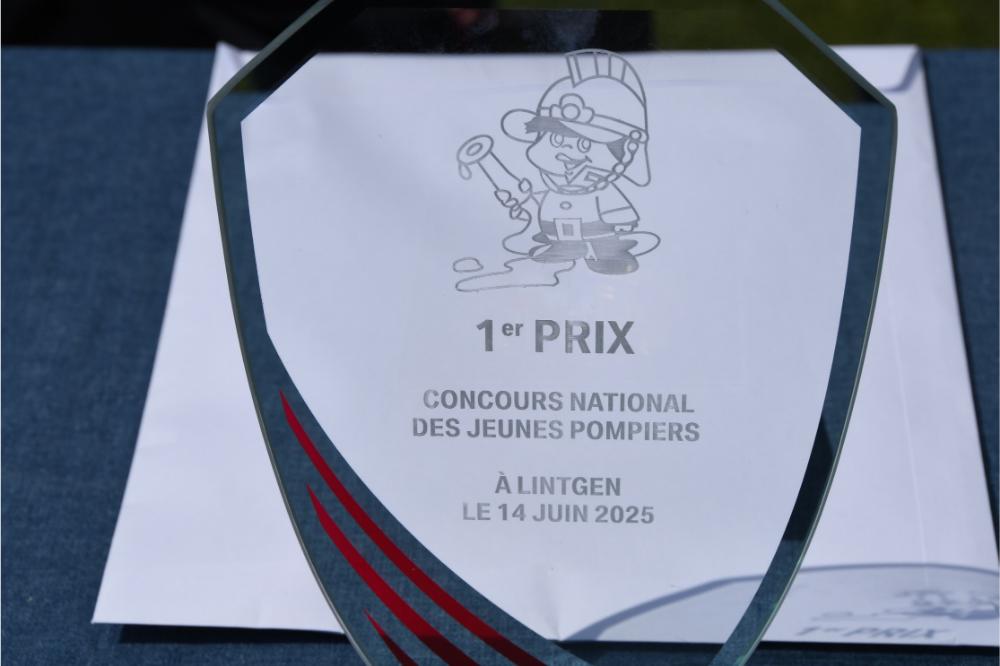 1er PRIX
CONCOURS NATIONAL
DES JEUNES POMPIERS
À LINTGEN
LE 14 JUIN 2025
1er PRIX